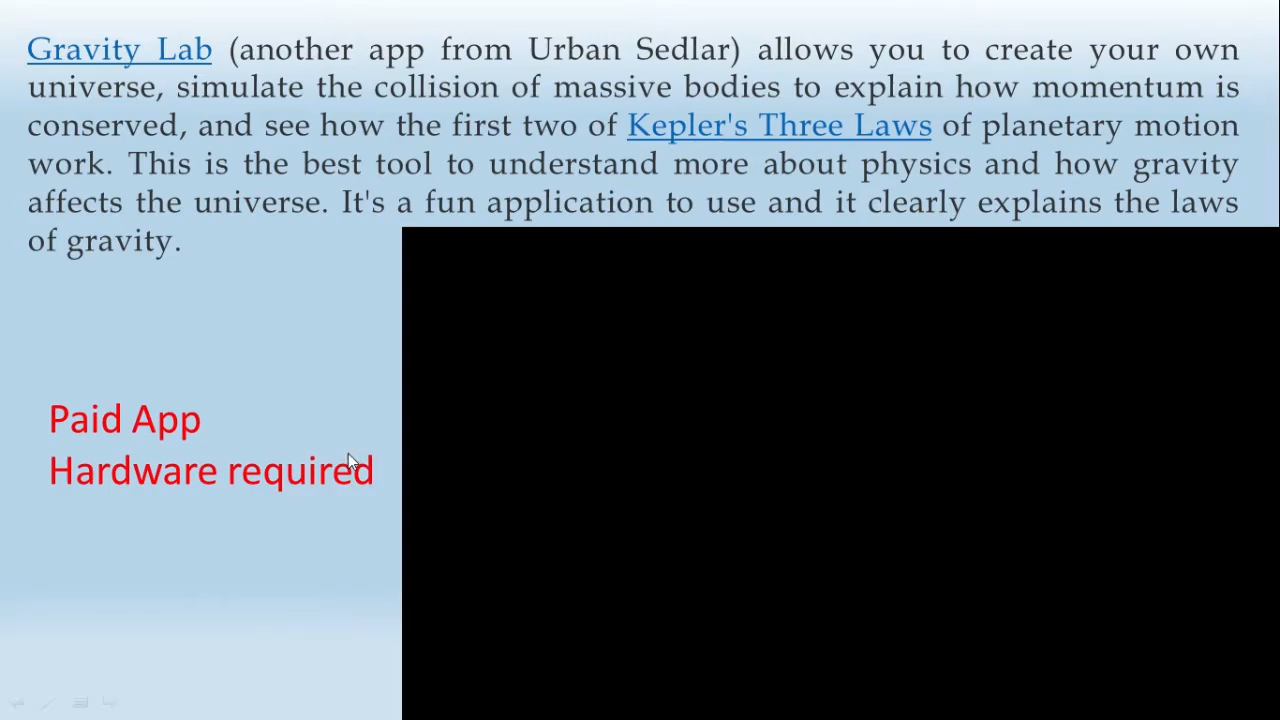 Gravity Lab (another app from Urban Sedlar) allows you to create your own
universe, simulate the collision of massive bodies to explain how momentum is
conserved, and see how the first two of Kepler's Three Laws of planetary motion
work. This is the best tool to understand more about physics and how gravity
affects the universe. It's a fun application to use and it clearly explains the laws
of gravity.
Paid App
Hardware required